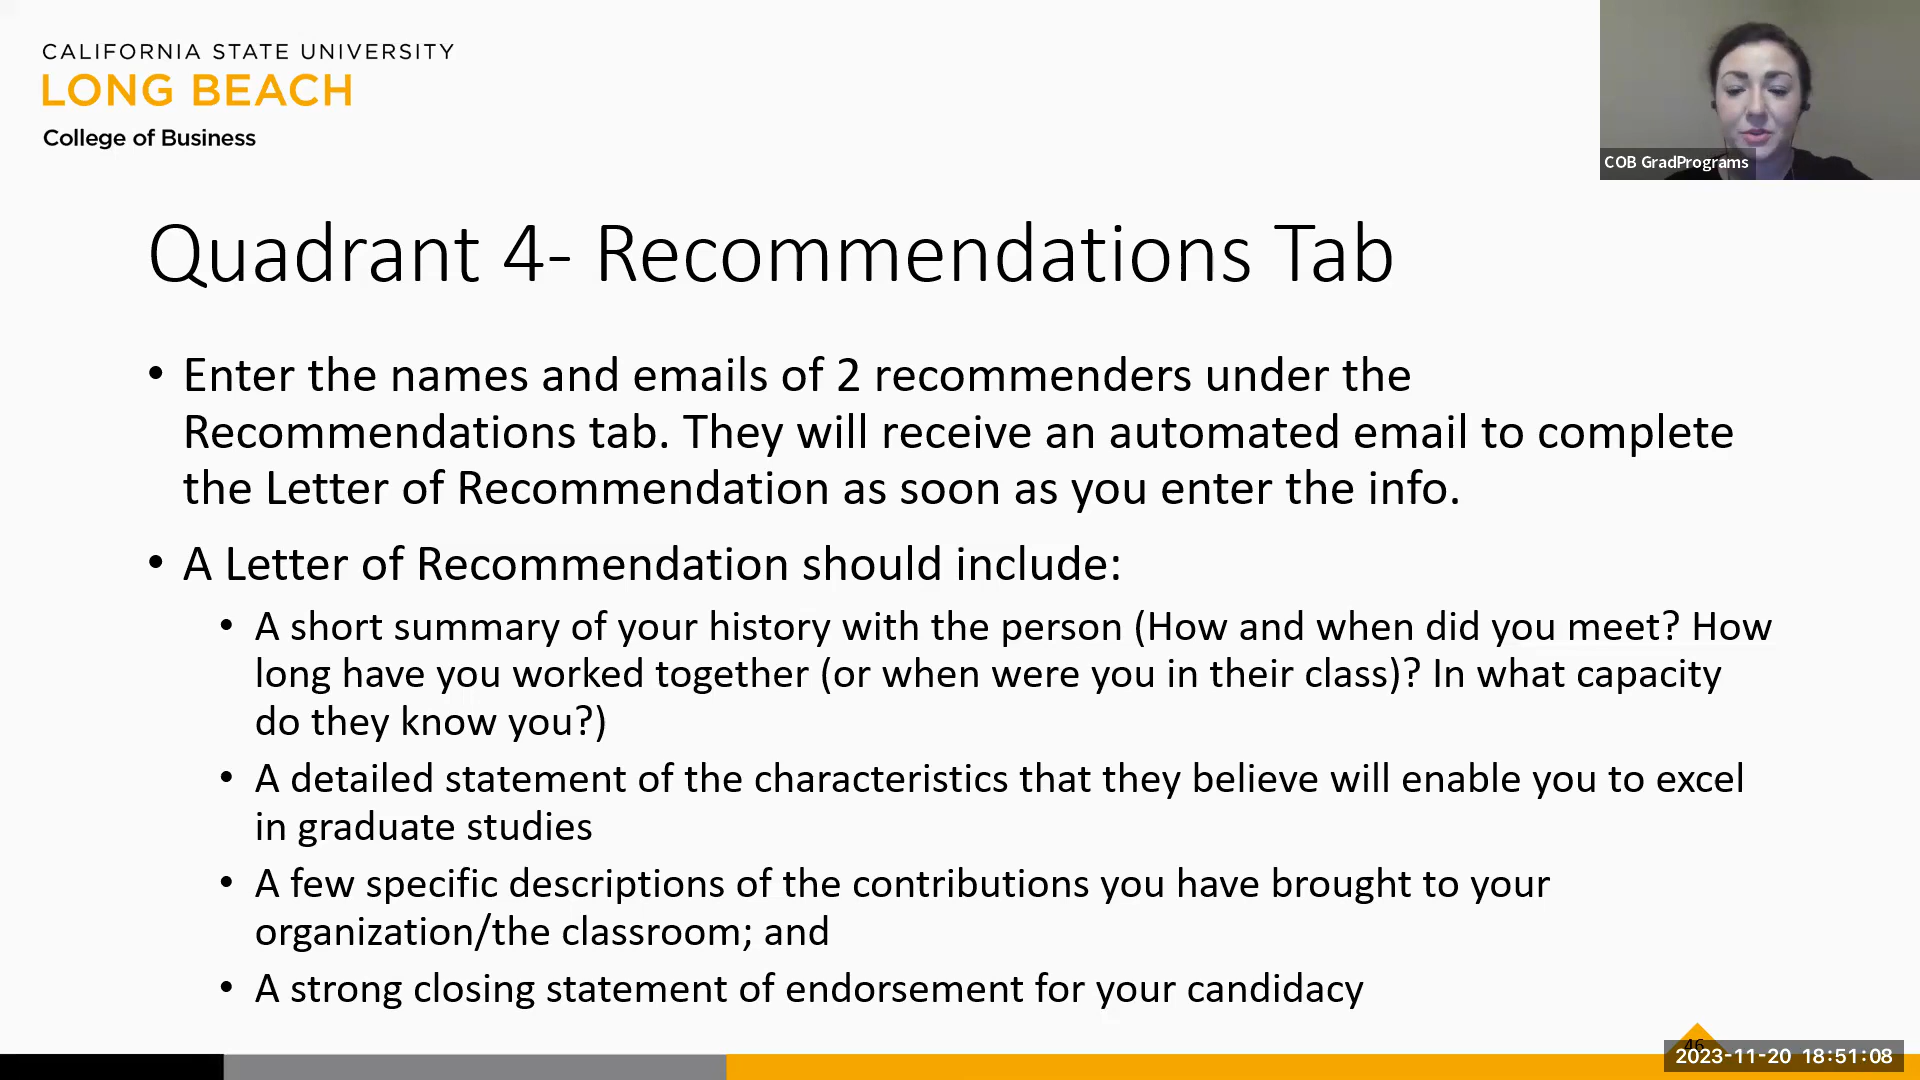 CALIFORNIA STATE UNIVERSITY
LONG BEACH
College of Business
COB GradPrograms
Quadrant 4- Recommendations Tab
• Enter the names and emails of 2 recommenders under the
Recommendations tab. They will receive an automated email to complete
the Letter of Recommendation as soon as you enter the info.
• A Letter of Recommendation should include:
• A short summary of your history with the person (How and when did you meet? How
long have you worked together (or when were you in their class)? In what capacity
do they know you?)
• A detailed statement of the characteristics that they believe will enable you to excel
in graduate studies
• A few specific descriptions of the contributions you have brought to your
organization/the classroom; and
• A strong closing statement of endorsement for your candidacy
46
2023-11-20 18:51:08